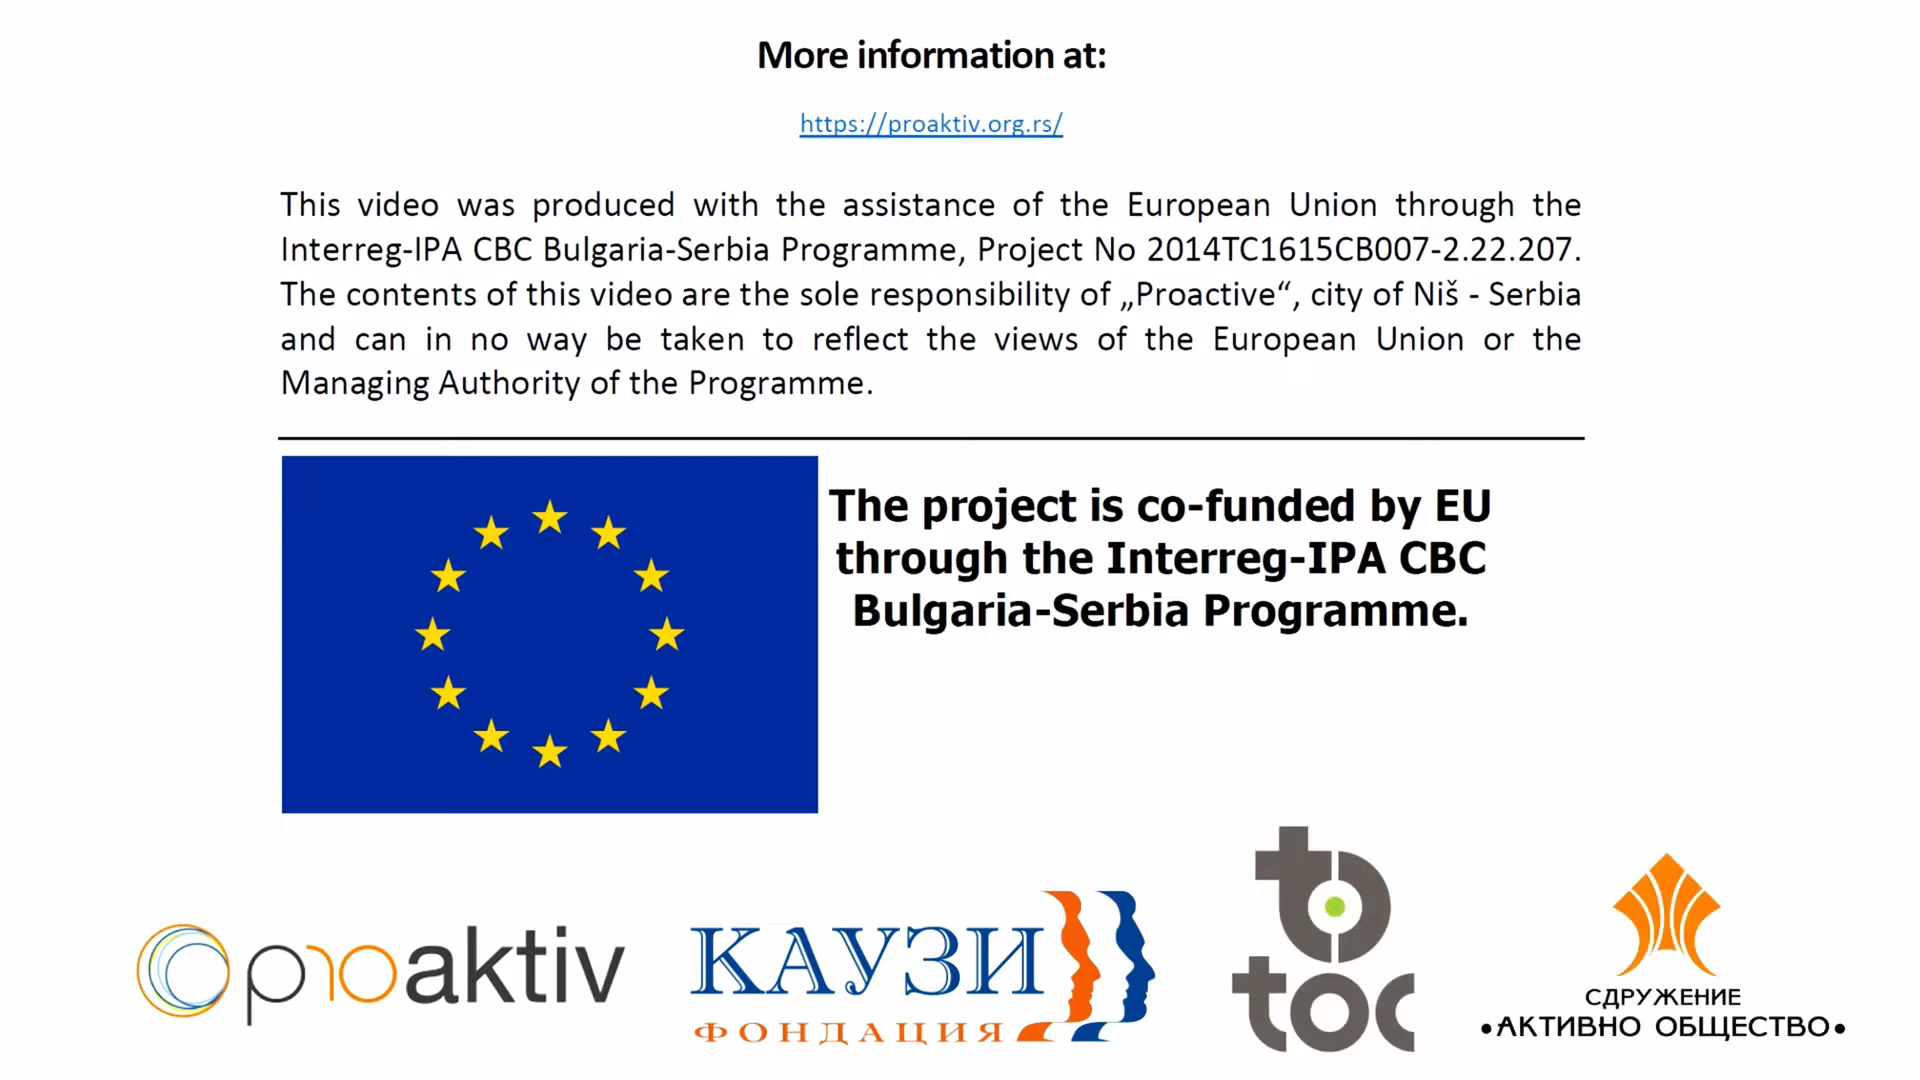 More information at:
https://proaktiv.org.rs/
This video was produced with the assistance of the European Union through the
Interreg-IPA CBC Bulgaria-Serbia Programme, Project No 2014TC1615CB007-2.22.207.
The contents of this video are the sole responsibility of „Proactive“, city of Niš - Serbia
and can in no way be taken to reflect the views of the European Union or the
Managing Authority of the Programme.
The project is co-funded by EU
through the Interreg-IPA CBC
Bulgaria-Serbia Programme.
proaktiv
КАУЗИ
ФОНДАЦИЯ
toc
СДРУЖЕНИЕ
•АКТИВНО ОБЩЕСТВО•